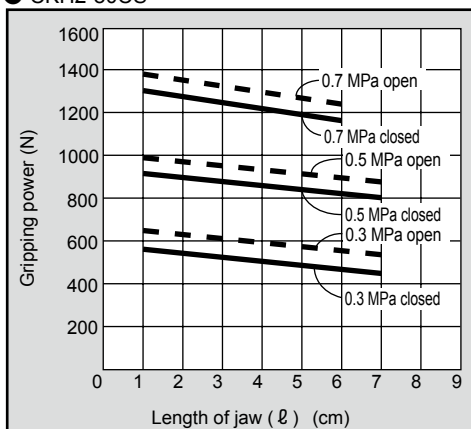 1600
1400
1200
1000
800
600
400
200
0 1 2 3 4 5 6 7 8 9
Gripping power (N)
Length of jaw (ℓ) (cm)
0.7 MPa open
0.7 MPa closed
0.5 MPa open
0.5 MPa closed
0.3 MPa open
0.3 MPa closed